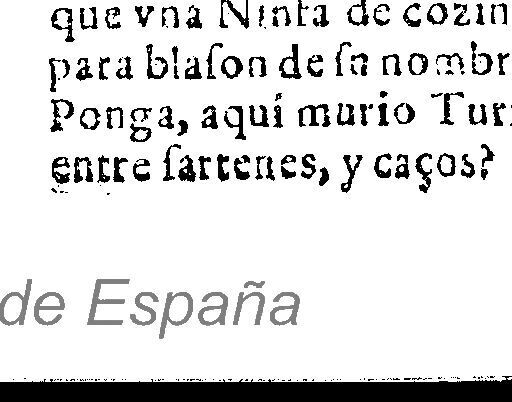 que vna Ninfa de cozin
para blaſon de ſu nombr
Ponga, aquí murio Tur
entre ſartenes, y caços?
de España